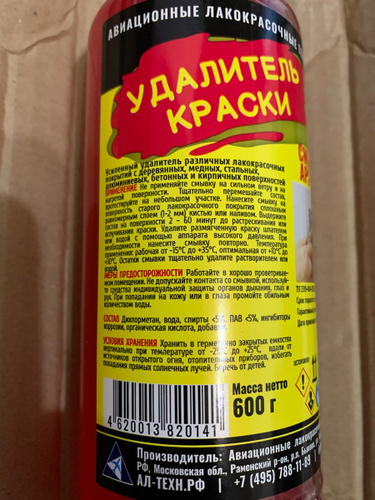 АВИАЦИОННЫЕ ЛАКОКРАСОЧНЫЕ
УДАЛИТЕЛЬ
КРАСКИ
Усиленный удалитель различных лакокрасочных
покрытий с деревянных, медных, стальных,
алюминиевых, бетонных и кирпичных поверхностей
ПРИМЕНЕНИЕ Не применяйте смывку на сильном ветру и на
нагретой поверхности. Тщательно перемешайте состав,
протестируйте на небольшом участке. Нанесите смывку на
поверхность старого лакокрасочного покрытия сплошным
равномерным слоем (1-2 мм) кистью или наливом. Выдержите
состав на поверхности 2 - 60 минут до растрескивания или
вспучивания краски. Удалите размягченную краску шпателем
или водой с помощью аппарата высокого давления. При
необходимости нанесите смывку повторно. Температура
применения: рабочая от -15°C до +35°C, оптимальная от +10°C до
+30°C. Остатки смывки тщательно удалите растворителем или
водой.
МЕРЫ ПРЕДОСТОРОЖНОСТИ Работайте в хорошо проветривае-
мом помещении. Не допускайте контакта со смывкой, используй-
те средства индивидуальной защиты органов дыхания, глаз и
рук. При попадании на кожу или в глаза промойте обильным
количеством воды.
СОСТАВ Дихлорметан, вода, спирты <5%, ПАВ <5%, ингибиторы
коррозии, органическая кислота, добавки.
УСЛОВИЯ ХРАНЕНИЯ Хранить в герметично закрытых емкостях
вертикально при температуре от -25°C до +25°C, вдали от
источников открытого огня, отопительных приборов, избегать
попадания прямых солнечных лучей. Беречь от детей.
4 620013 820141
Масса нетто
600 г
Производитель: Авиационные
РФ, Московская обл., Раменский р-он, р.п.
АЛ-ТЕХН.РФ | +7 (495) 788-11-89